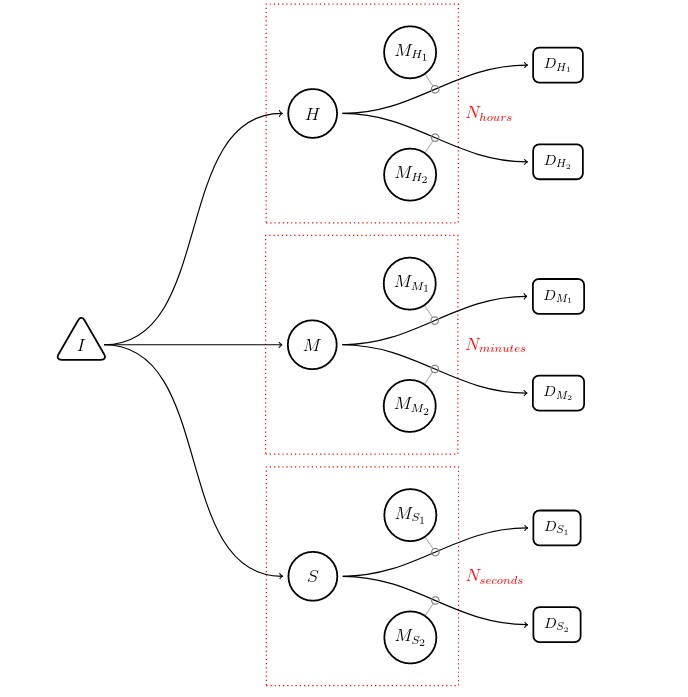 M_{H_1}
D_{H_1}
H
N_{hours}
D_{H_2}
M_{H_2}
M_{M_1}
D_{M_1}
I
M
N_{minutes}
D_{M_2}
M_{M_2}
M_{S_1}
D_{S_1}
S
N_{seconds}
D_{S_2}
M_{S_2}